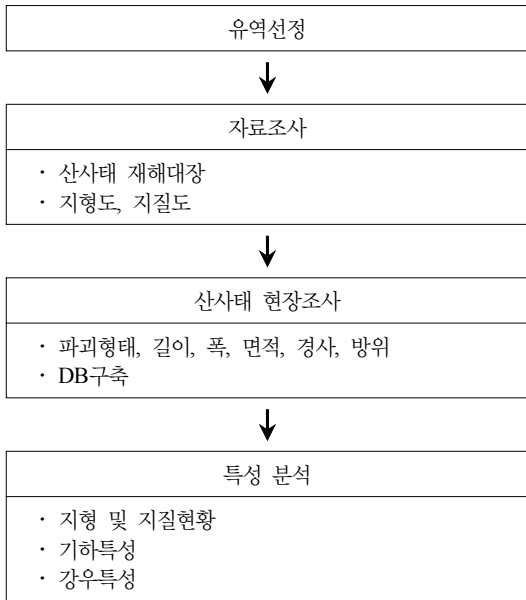 유역선정
자료조사
· 산사태 재해대장
· 지형도, 지질도
산사태 현장조사
· 파괴형태, 길이, 폭, 면적, 경사, 방위
· DB구축
특성 분석
· 지형 및 지질현황
· 기하특성
· 강우특성